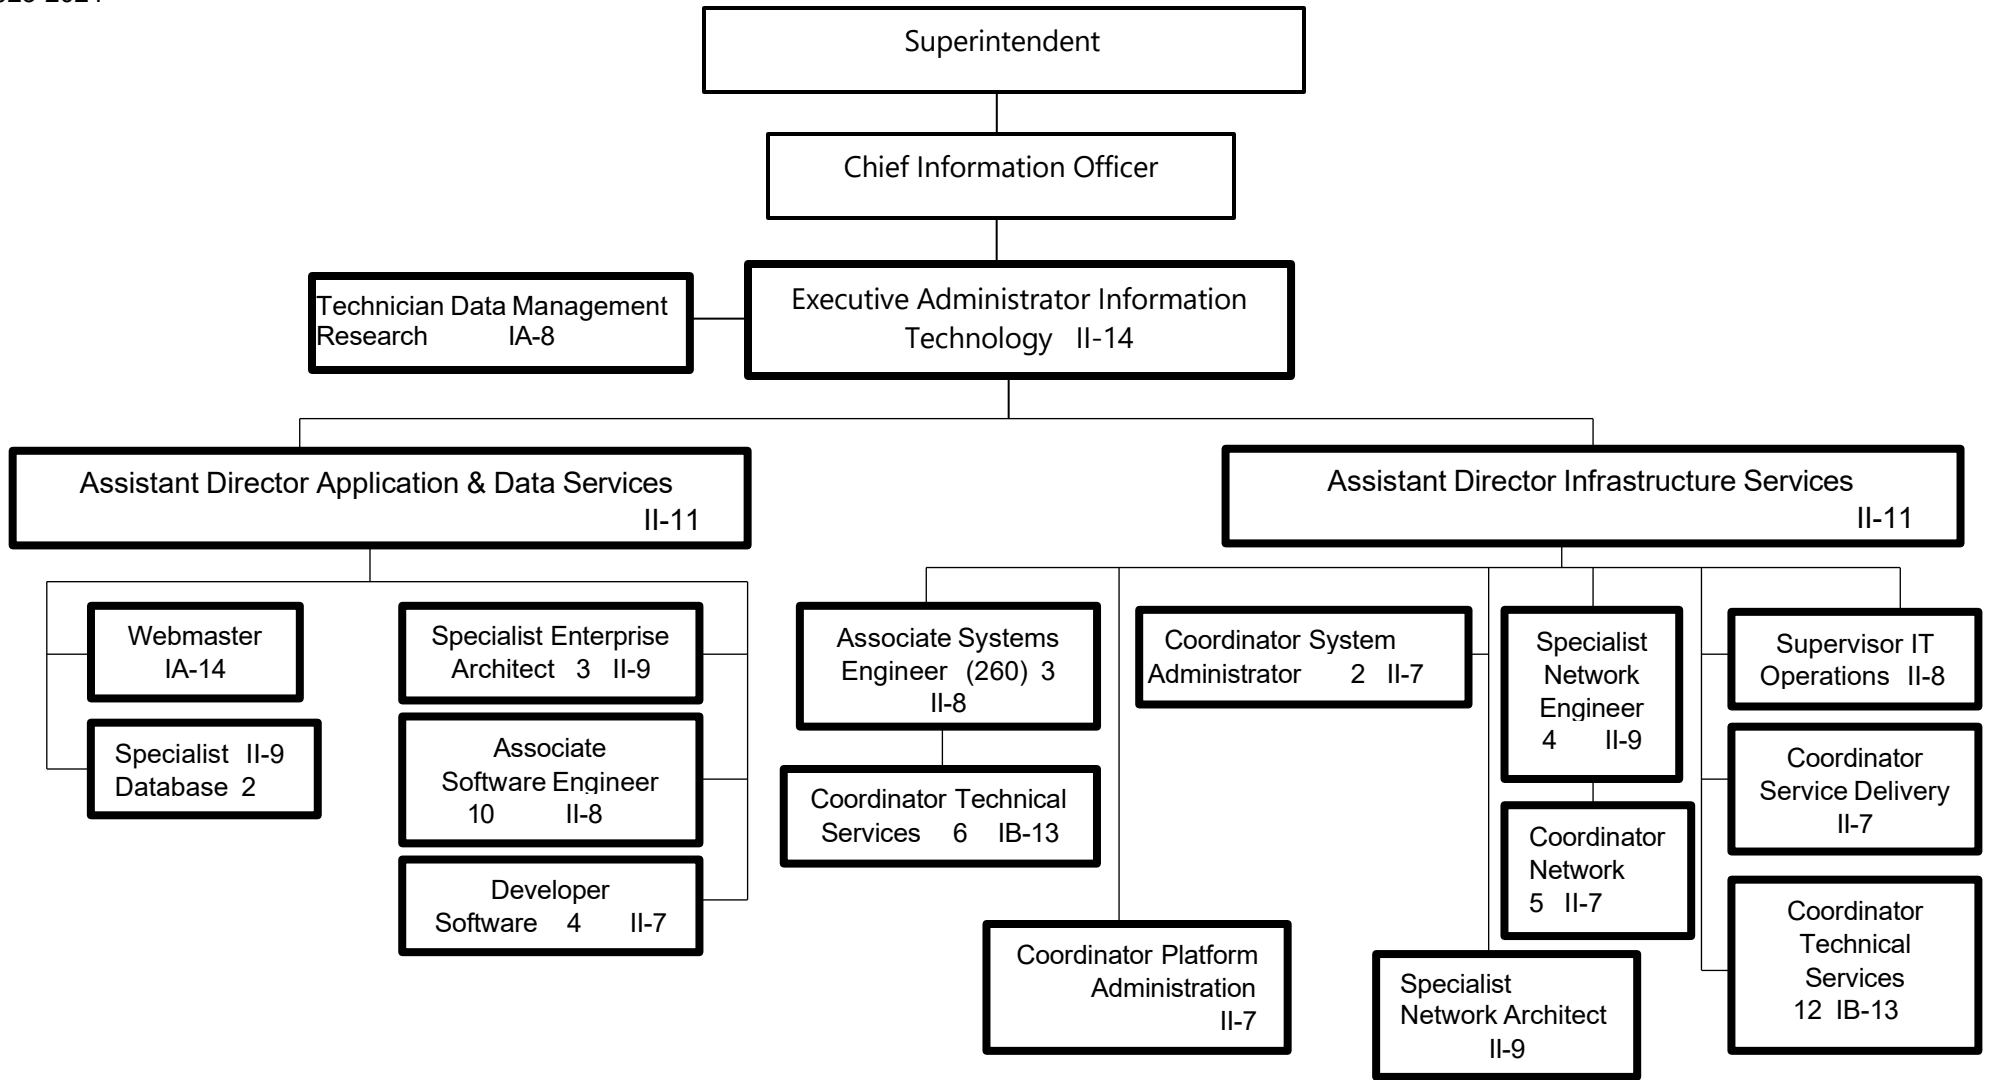 Superintendent
Chief Information Officer
Technician Data Management
Research IA-8
Executive Administrator Information
Technology II-14
Assistant Director Application & Data Services
II-11
Assistant Director Infrastructure Services
II-11
Webmaster
IA-14
Specialist II-9
Database 2
Specialist Enterprise
Architect 3 II-9
Associate
Software Engineer
10 II-8
Developer
Software 4 II-7
Associate Systems
Engineer (260) 3
II-8
Coordinator Technical
Services 6 IB-13
Coordinator Platform
Administration
II-7
Coordinator System
Administrator 2 II-7
Specialist
Network Architect
II-9
Specialist
Network
Engineer
4 II-9
Coordinator
Network
5 II-7
Supervisor IT
Operations II-8
Coordinator
Service Delivery
II-7
Coordinator
Technical
Services
12 IB-13